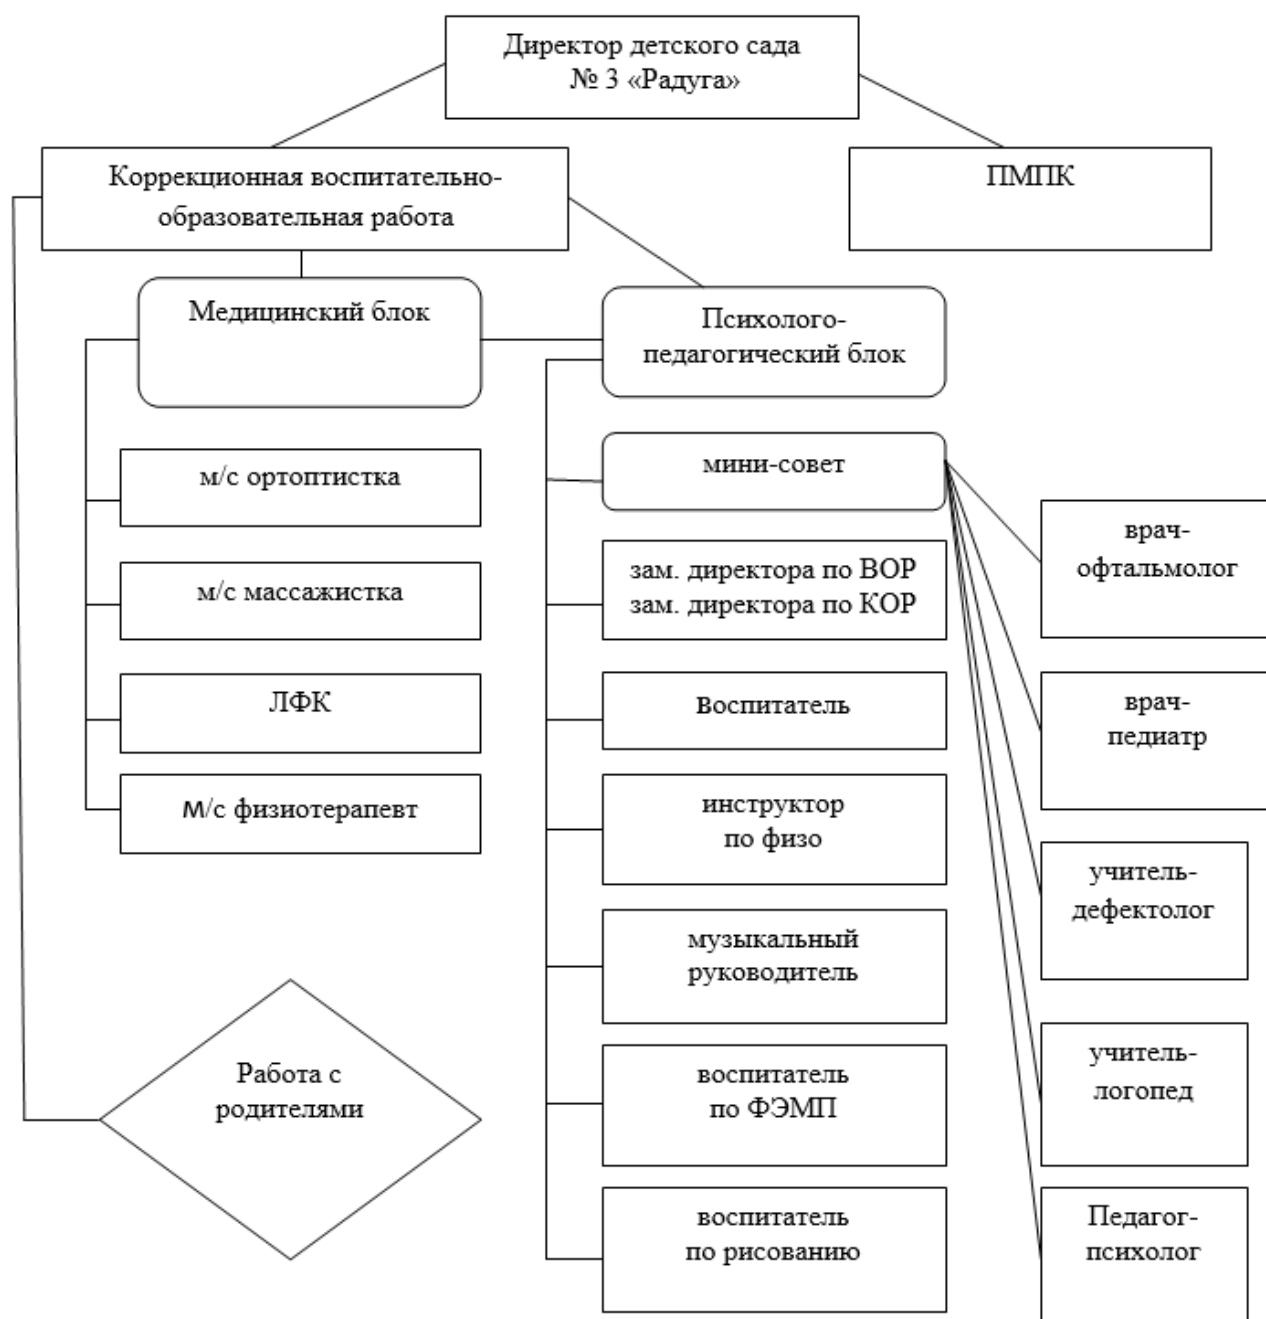 Директор детского сада
№ 3 «Радуга»
Коррекционная воспитательно-
образовательная работа
ПМПК
Медицинский блок
Психолого-
педагогический блок
м/с ортоптистка
м/с массажистка
ЛФК
М/с физиотерапевт
Работа с
родителями
мини-совет
зам. директора по ВОР
зам. директора по КОР
Воспитатель
инструктор
по физо
музыкальный
руководитель
воспитатель
по ФЭМП
воспитатель
по рисованию
врач-
офтальмолог
врач-
педиатр
учитель-
дефектолог
учитель-
логопед
Педагог-
психолог